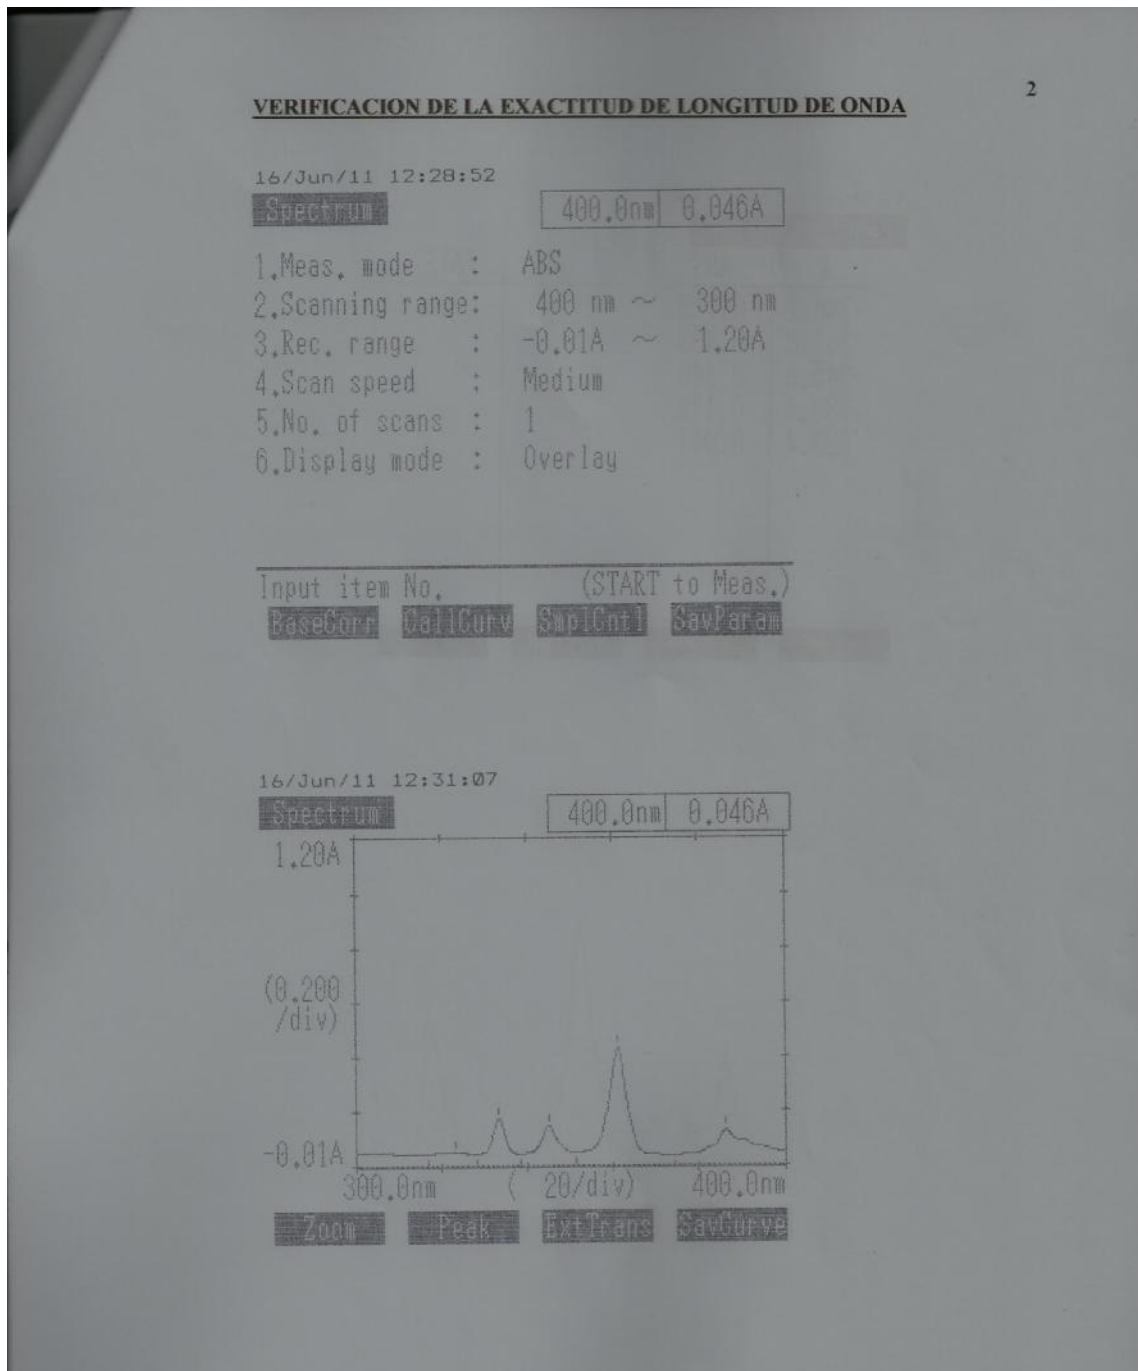 2
VERIFICACION DE LA EXACTITUD DE LONGITUD DE ONDA
16/Jun/11 12:28:52
Spectrum 400.0nm 0.046A
1.Meas. mode : ABS
2.Scanning range: 400 nm ~ 300 nm
3.Rec. range : -0.01A ~ 1.20A
4.Scan speed : Medium
5.No. of scans : 1
6.Display mode : Overlay
Input item No. (START to Meas.)
BaseCorr CallCurv SmplCntl SavParam
16/Jun/11 12:31:07
Spectrum 400.0nm 0.046A
1.20A
(0.200
/div)
-0.01A
300.0nm ( 20/div) 400.0nm
Zoom Peak ExtTrans SavCurve